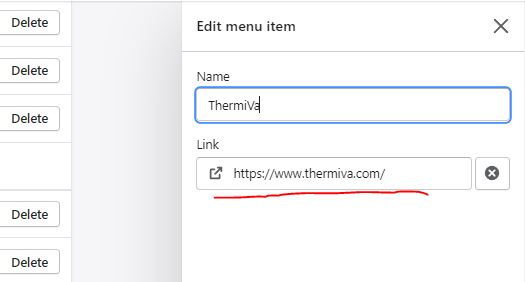 Delete
Delete
Delete
Delete
Delete
Edit menu item
Name
ThermiVa
Link
https://www.thermiva.com/